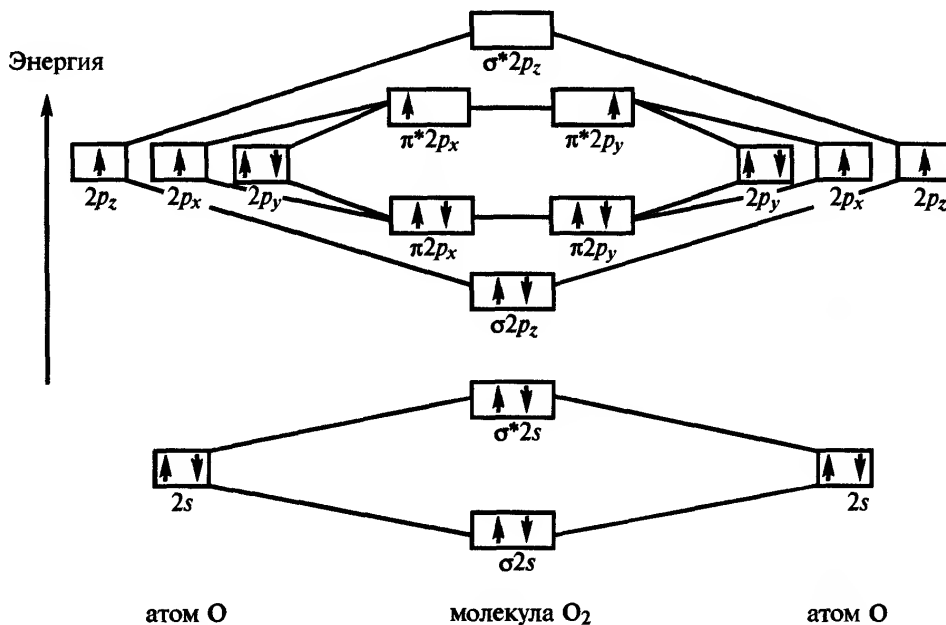 σ*2pz
Энергия
π*2px π*2py
2pz 2px 2py 2py 2px 2pz
π2px π2py
σ2pz
σ*2s
2s 2s
σ2s
атом O молекула O₂ атом O